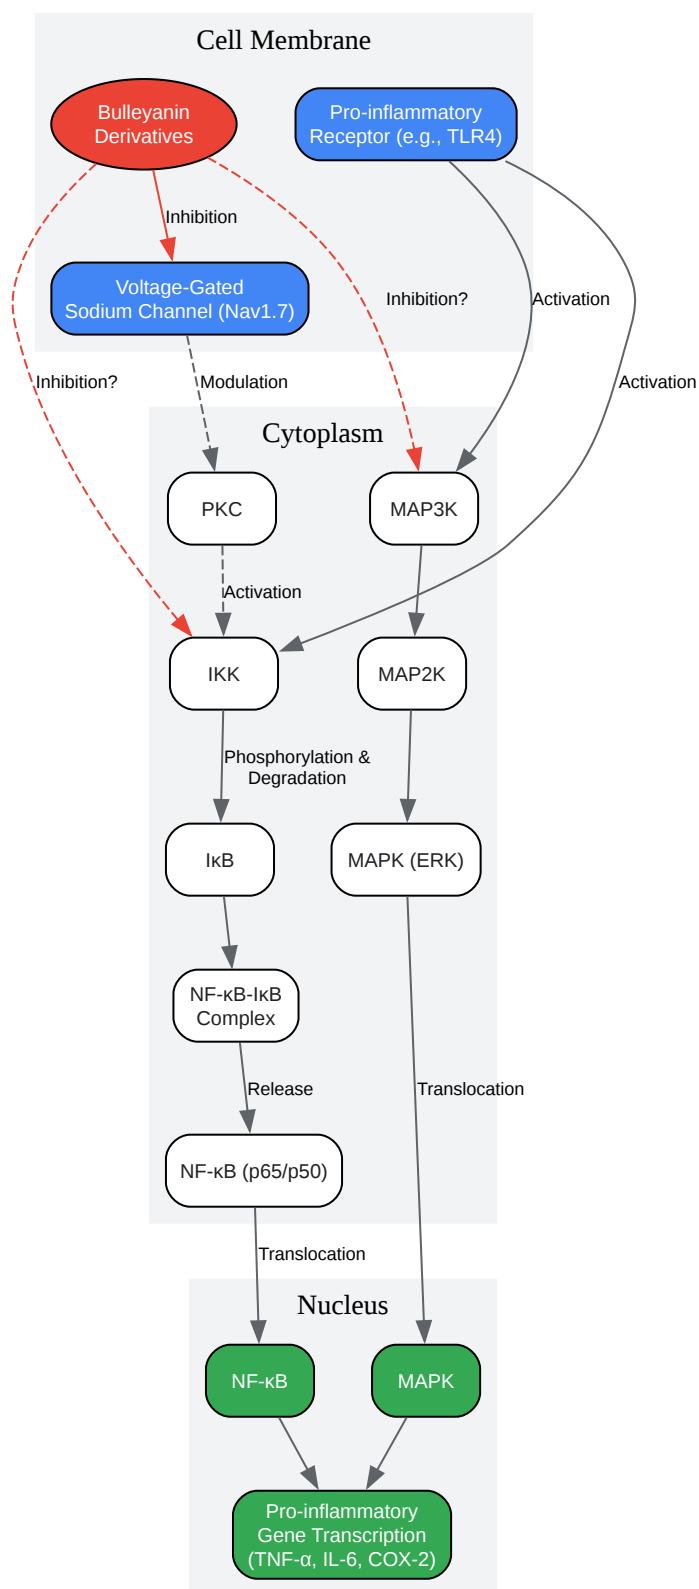 Cell Membrane
Bulleyanin
Derivatives
Pro-inflammatory
Receptor (e.g., TLR4)
Inhibition
Voltage-Gated
Sodium Channel (Nav1.7)
Inhibition?
Activation
Inhibition?
Modulation
Activation
Cytoplasm
PKC
MAP3K
Activation
IKK
MAP2K
Phosphorylation &
Degradation
IκB
MAPK (ERK)
NF-κB-IκB
Complex
Release
Translocation
NF-κB (p65/p50)
Translocation
Nucleus
NF-κB
MAPK
Pro-inflammatory
Gene Transcription
(TNF-α, IL-6, COX-2)